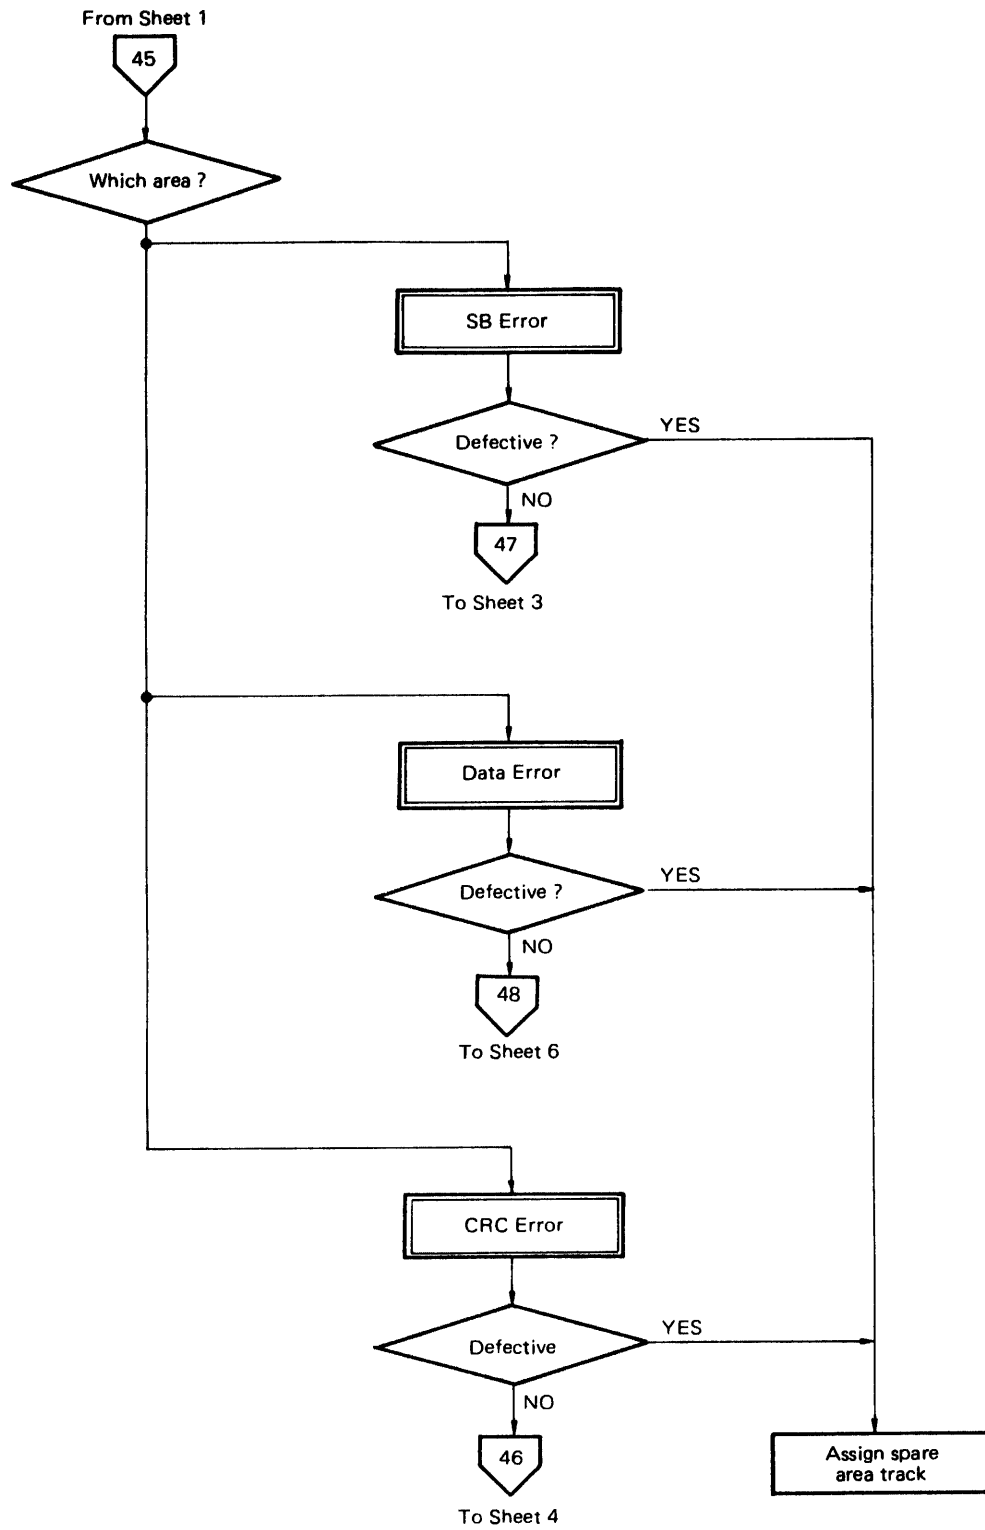 From Sheet 1
45
Which area ?
SB Error
Defective ?
YES
NO
47
To Sheet 3
Data Error
Defective ?
YES
NO
48
To Sheet 6
CRC Error
Defective
YES
NO
46
To Sheet 4
Assign spare
area track